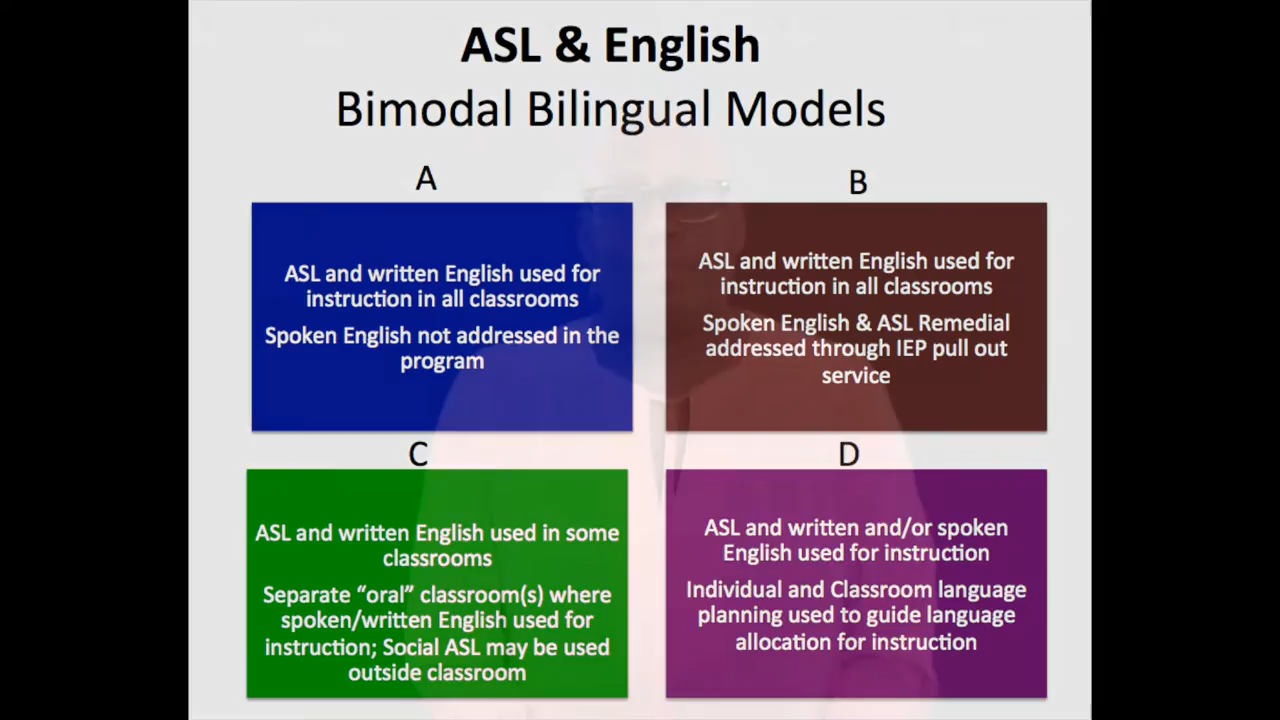 ASL & English
Bimodal Bilingual Models
A
ASL and written English used for
instruction in all classrooms
Spoken English not addressed in the
program
B
ASL and written English used for
instruction in all classrooms
Spoken English & ASL Remedial
addressed through IEP pull out
service
C
ASL and written English used in some
classrooms
Separate “oral” classroom(s) where
spoken/written English used for
instruction; Social ASL may be used
outside classroom
D
ASL and written and/or spoken
English used for instruction
Individual and Classroom language
planning used to guide language
allocation for instruction